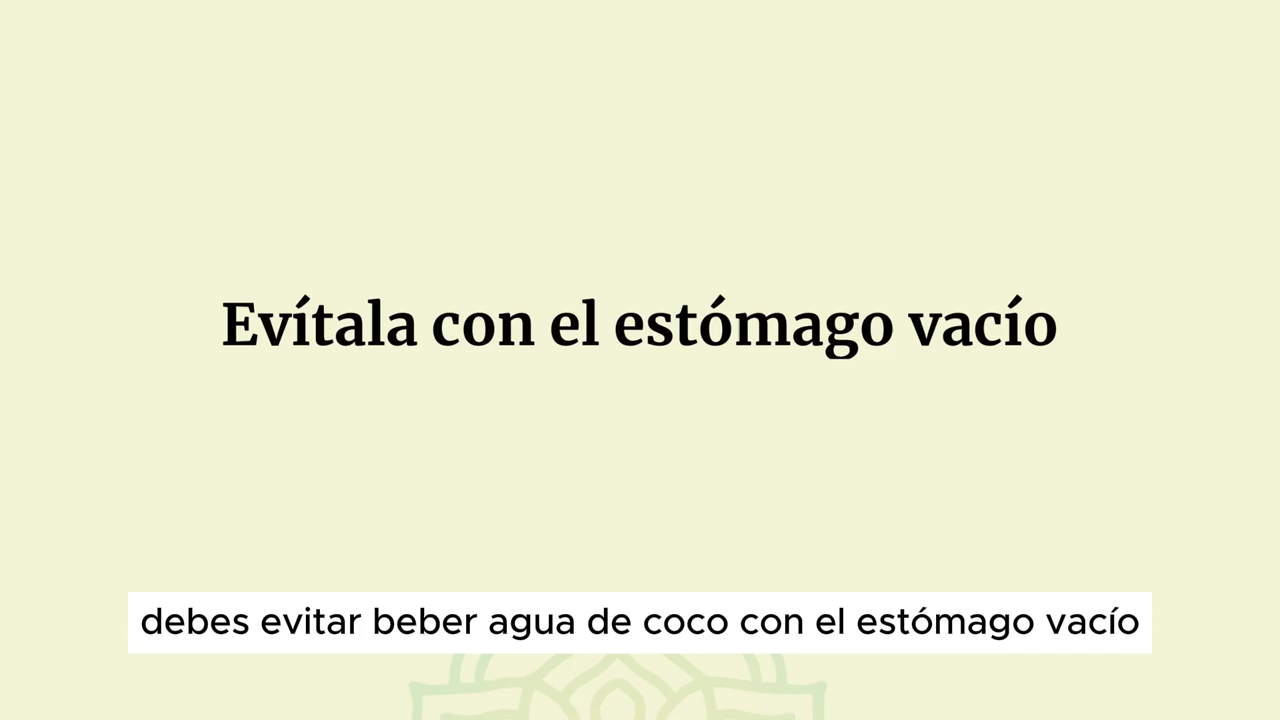 Evítala con el estómago vacío
debes evitar beber agua de coco con el estómago vacío